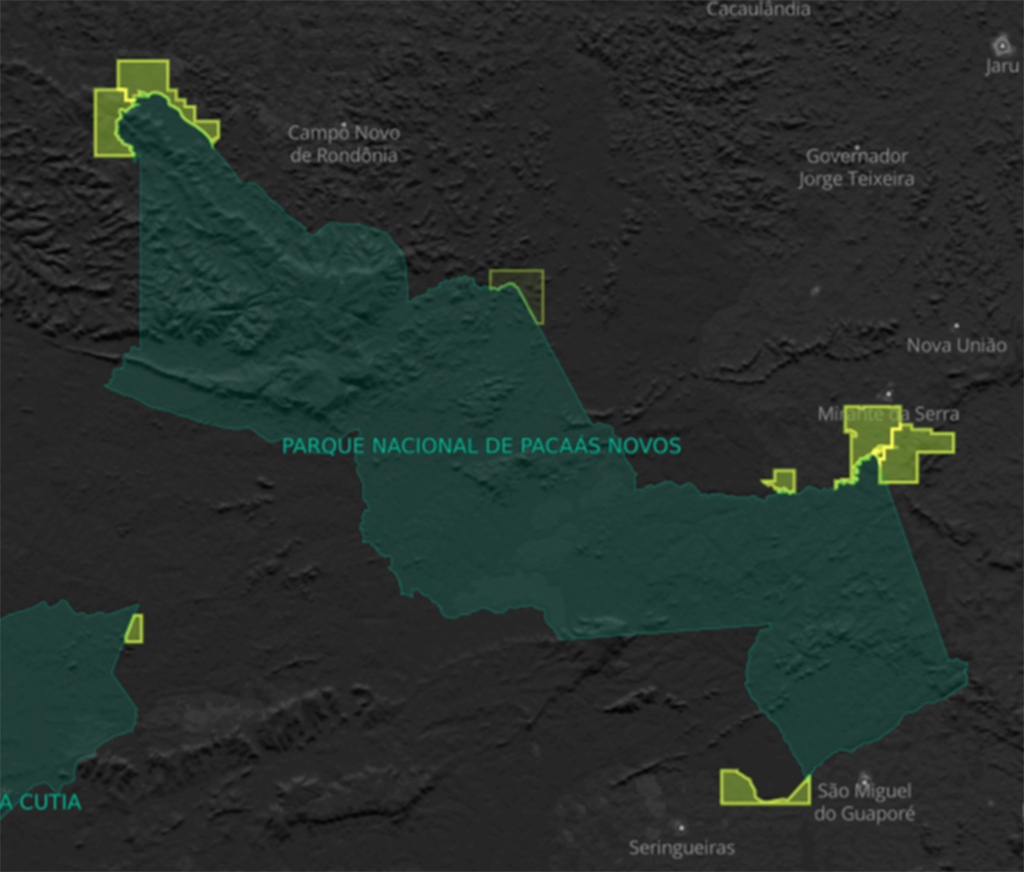 Cacaulândia
Jaru
Campo Novo
de Rondônia
Governador
Jorge Teixeira
Nova União
Mirante da Serra
PARQUE NACIONAL DE PACAÁS NOVOS
A CUTIA
São Miguel
do Guaporé
Seringueiras